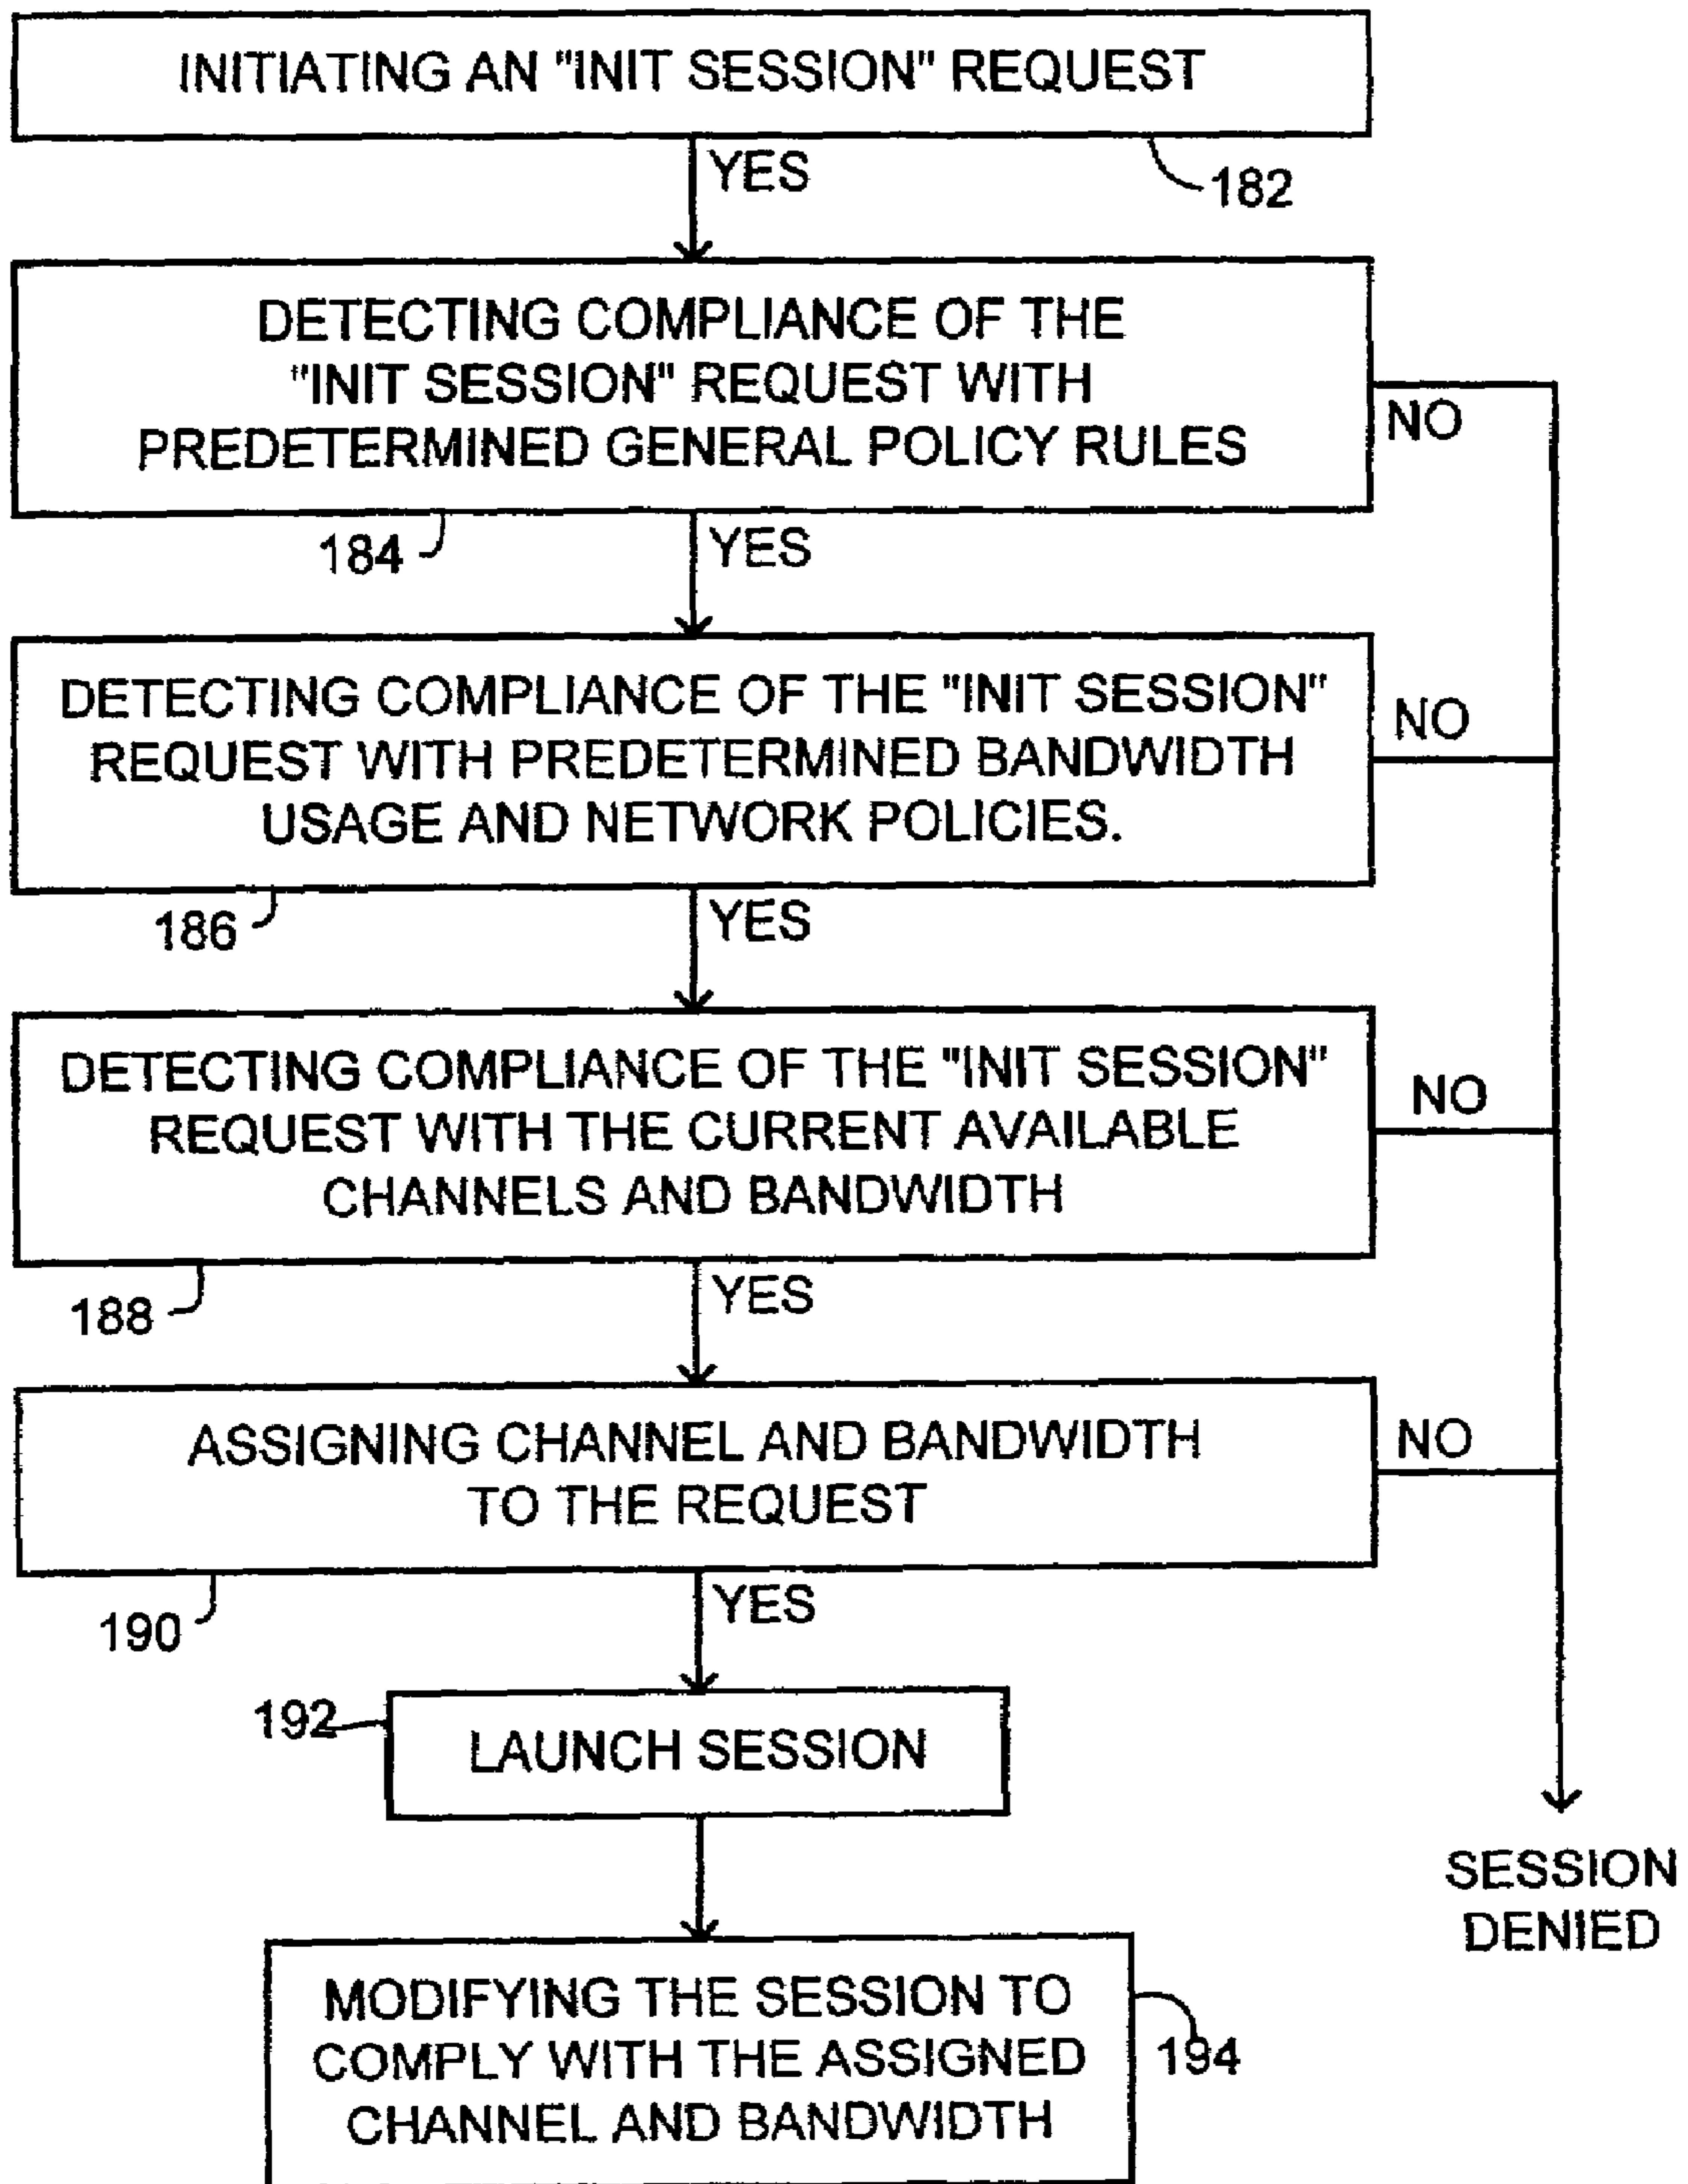 INITIATING AN "INIT SESSION" REQUEST
YES
182
DETECTING COMPLIANCE OF THE
"INIT SESSION" REQUEST WITH
PREDETERMINED GENERAL POLICY RULES
NO
184
YES
DETECTING COMPLIANCE OF THE "INIT SESSION"
REQUEST WITH PREDETERMINED BANDWIDTH
USAGE AND NETWORK POLICIES.
NO
186
YES
DETECTING COMPLIANCE OF THE "INIT SESSION"
REQUEST WITH THE CURRENT AVAILABLE
CHANNELS AND BANDWIDTH
NO
188
YES
ASSIGNING CHANNEL AND BANDWIDTH
TO THE REQUEST
NO
190
YES
192
LAUNCH SESSION
SESSION
DENIED
MODIFYING THE SESSION TO
COMPLY WITH THE ASSIGNED
CHANNEL AND BANDWIDTH
194